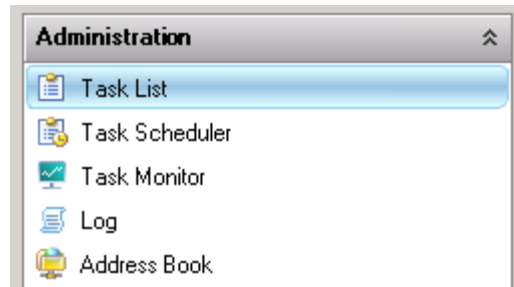 Administration
Task List
Task Scheduler
Task Monitor
Log
Address Book